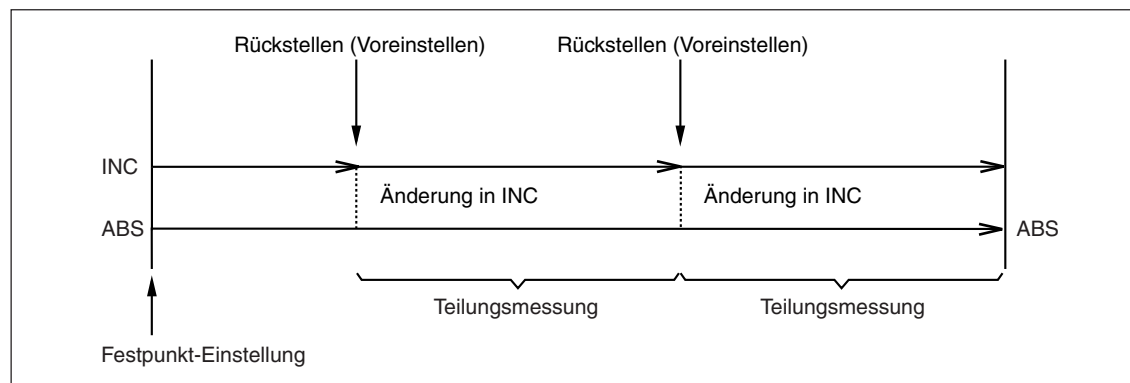 Rückstellen (Voreinstellen) Rückstellen (Voreinstellen)
INC
Änderung in INC Änderung in INC
ABS ABS
Teilungsmessung Teilungsmessung
Festpunkt-Einstellung